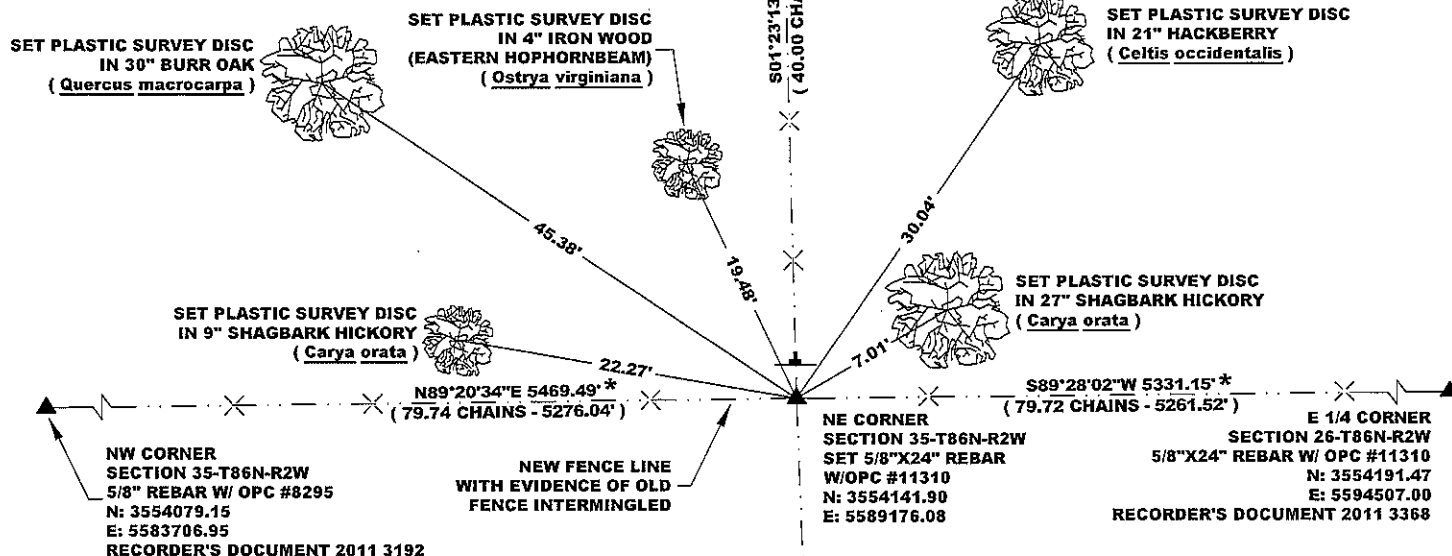 SET PLASTIC SURVEY DISC
IN 30" BURR OAK
( Quercus macrocarpa )
SET PLASTIC SURVEY DISC
IN 4" IRON WOOD
(EASTERN HOPHORNBEAM)
( Ostrya virginiana )
S01°23'13
( 40.00 CHA
SET PLASTIC SURVEY DISC
IN 21" HACKBERRY
( Celtis occidentalis )
45.38'
19.48'
30.04'
SET PLASTIC SURVEY DISC
IN 9" SHAGBARK HICKORY
( Carya orata )
22.27'
7.01'
SET PLASTIC SURVEY DISC
IN 27" SHAGBARK HICKORY
( Carya orata )
N89°20'34"E 5469.49' *
( 79.74 CHAINS - 5276.04' )
S89°28'02"W 5331.15' *
( 79.72 CHAINS - 5261.52' )
NW CORNER
SECTION 35-T86N-R2W
5/8" REBAR W/ OPC #8295
N: 3554079.15
E: 5583706.95
RECORDER'S DOCUMENT 2011 3192
NEW FENCE LINE
WITH EVIDENCE OF OLD
FENCE INTERMINGLED
NE CORNER
SECTION 35-T86N-R2W
SET 5/8"X24" REBAR
W/OPC #11310
N: 3554141.90
E: 5589176.08
E 1/4 CORNER
SECTION 26-T86N-R2W
5/8"X24" REBAR W/ OPC #11310
N: 3554191.47
E: 5594507.00
RECORDER'S DOCUMENT 2011 3368